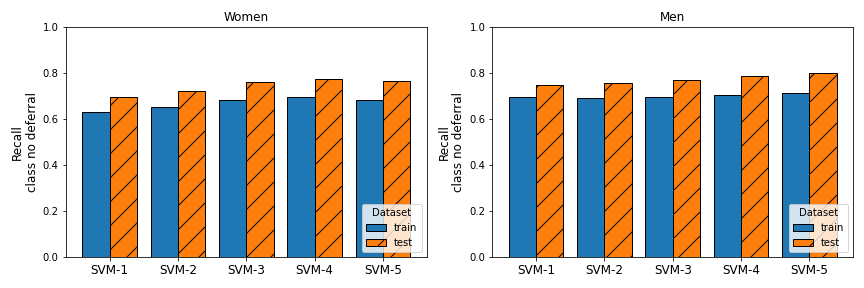 Women
Recall
class no deferral
1.0
0.8
0.6
0.4
0.2
0.0
SVM-1 SVM-2 SVM-3 SVM-4 SVM-5
Dataset
train
test
Men
Recall
class no deferral
1.0
0.8
0.6
0.4
0.2
0.0
SVM-1 SVM-2 SVM-3 SVM-4 SVM-5
Dataset
train
test